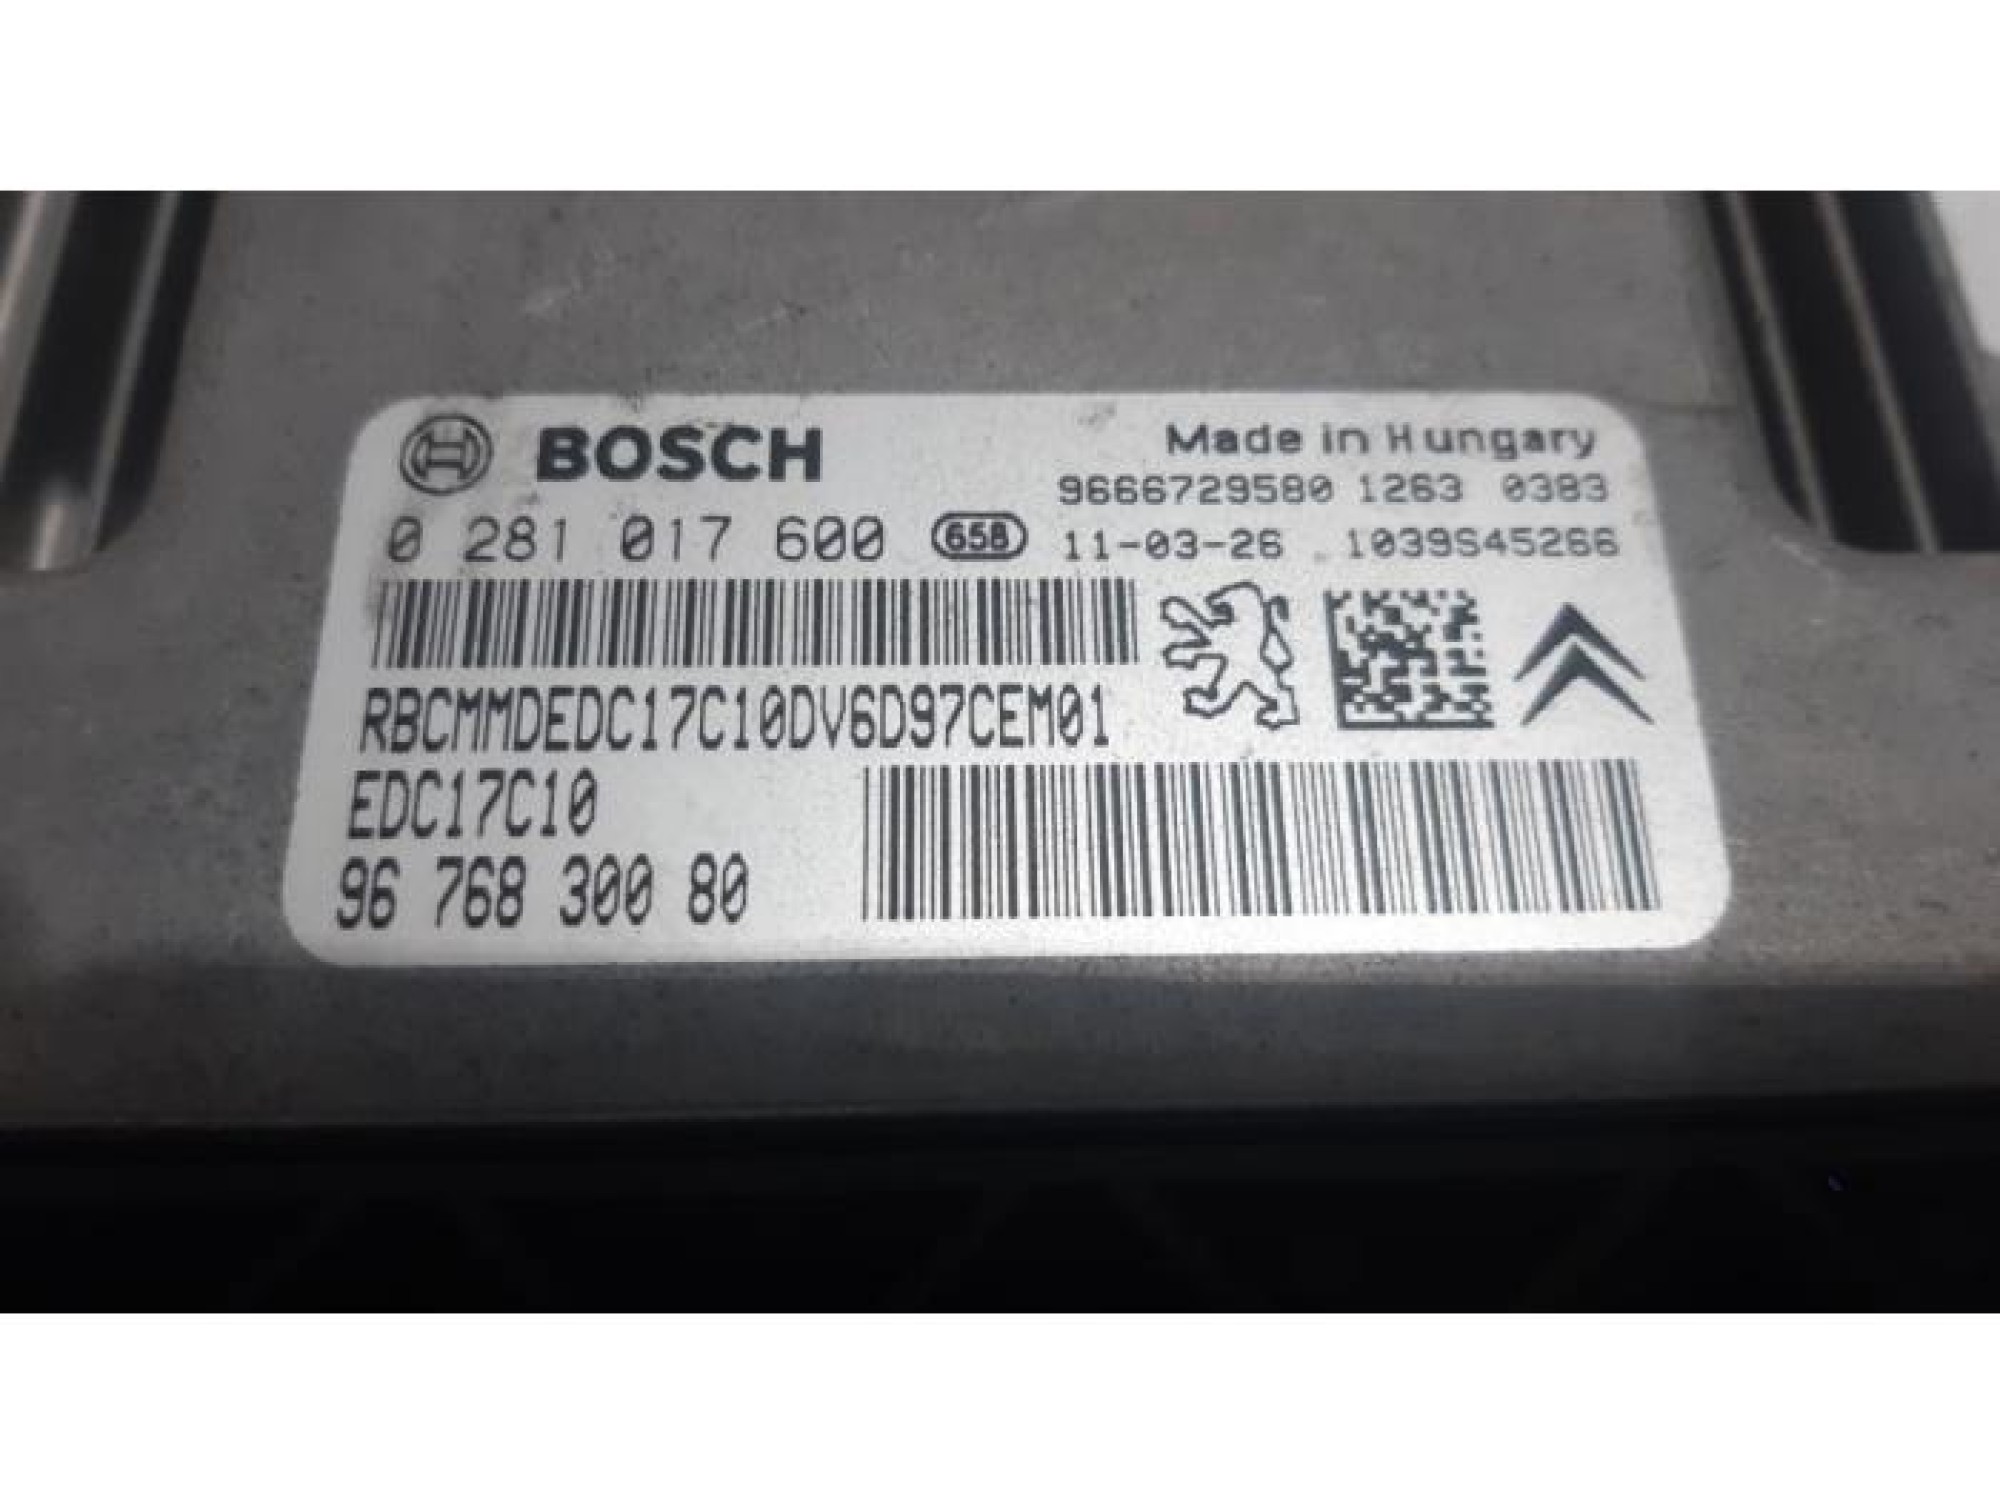 BOSCH
Made in Hungary
9666729580 1263 0383
0 281 017 600 658 11-03-26 1039S45266
RBCMMDEDC17C10DV6D97CEM01
EDC17C10
96 768 300 80